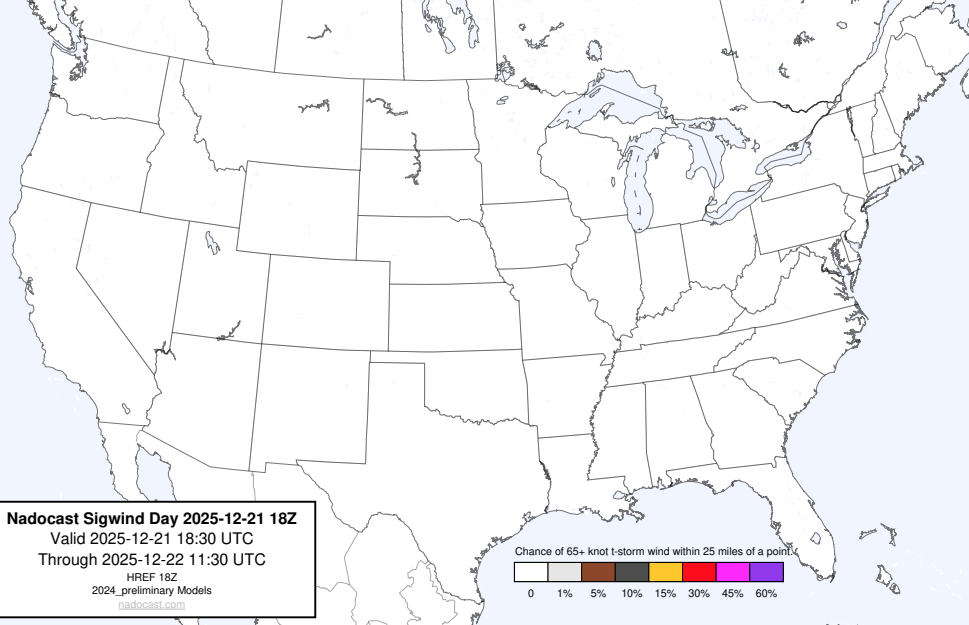 Nadocast Sigwind Day 2025-12-21 18Z
Valid 2025-12-21 18:30 UTC
Through 2025-12-22 11:30 UTC
HREF 18Z
2024_preliminary Models
nadocast.com
Chance of 65+ knot t-storm wind within 25 miles of a point.
0 1% 5% 10% 15% 30% 45% 60%